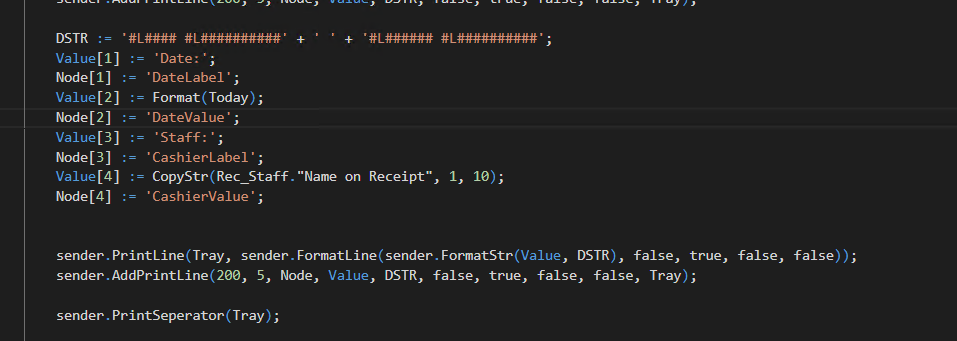 sender.AddPrintLine(200, 5, Node, Value, DSTR, false, true, false, false, Tray);
DSTR := '#L#### #L##########' + ' ' + '#L###### #L##########';
Value[1] := 'Date:';
Node[1] := 'DateLabel';
Value[2] := Format(Today);
Node[2] := 'DateValue';
Value[3] := 'Staff:';
Node[3] := 'CashierLabel';
Value[4] := CopyStr(Rec_Staff."Name on Receipt", 1, 10);
Node[4] := 'CashierValue';
sender.PrintLine(Tray, sender.FormatLine(sender.FormatStr(Value, DSTR), false, true, false, false));
sender.AddPrintLine(200, 5, Node, Value, DSTR, false, true, false, false, Tray);
sender.PrintSeperator(Tray);